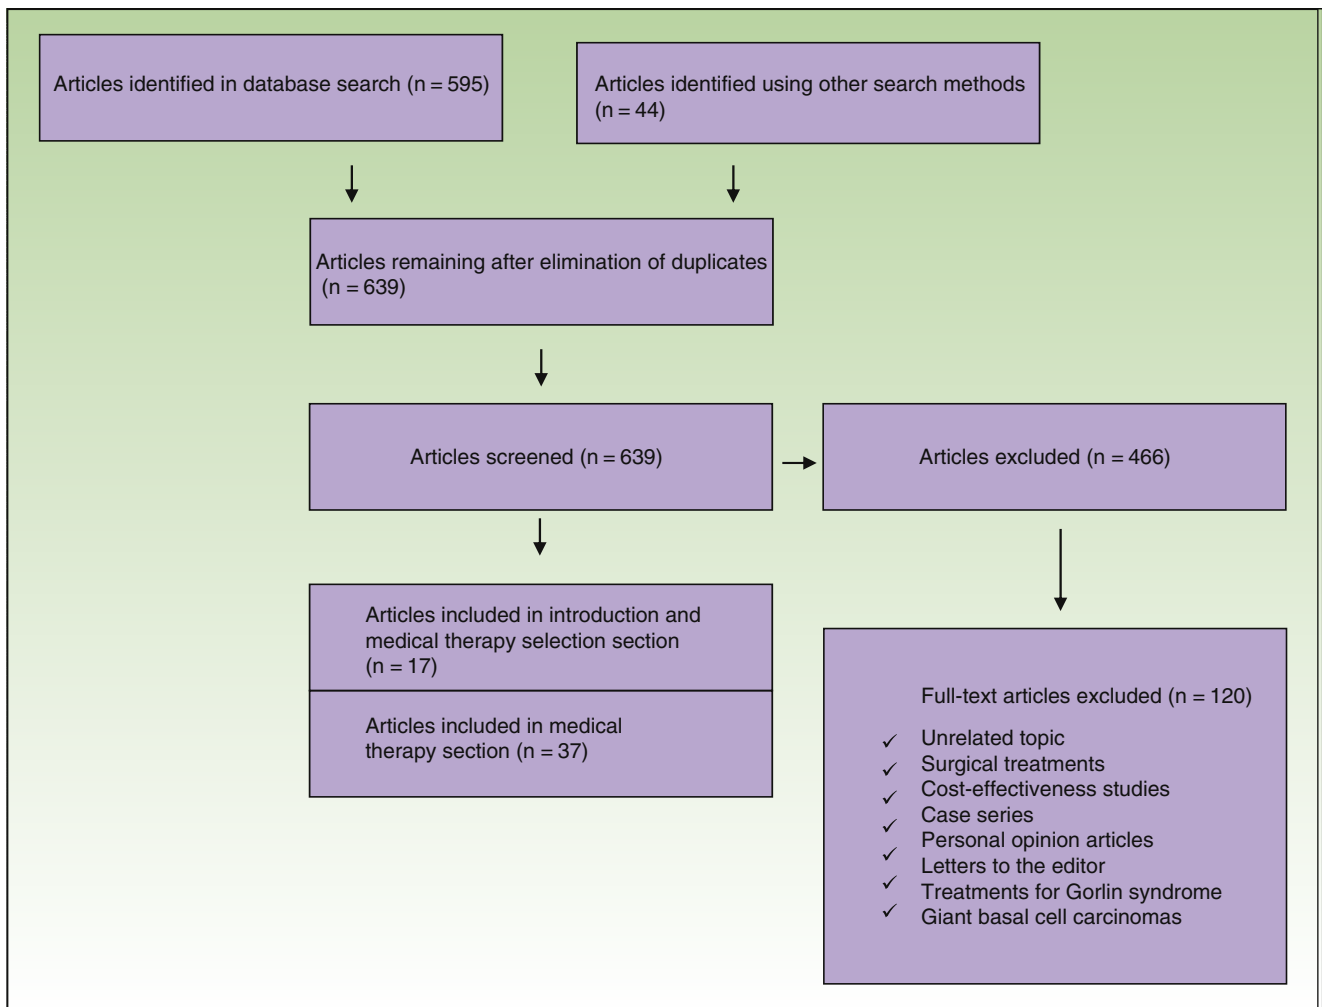 Articles identified in database search (n = 595)
Articles identified using other search methods
(n = 44)
Articles remaining after elimination of duplicates
(n = 639)
Articles screened (n = 639)
Articles excluded (n = 466)
Articles included in introduction and
medical therapy selection section
(n = 17)
Articles included in medical
therapy section (n = 37)
Full-text articles excluded (n = 120)
✓ Unrelated topic
✓ Surgical treatments
✓ Cost-effectiveness studies
✓ Case series
✓ Personal opinion articles
✓ Letters to the editor
✓ Treatments for Gorlin syndrome
✓ Giant basal cell carcinomas